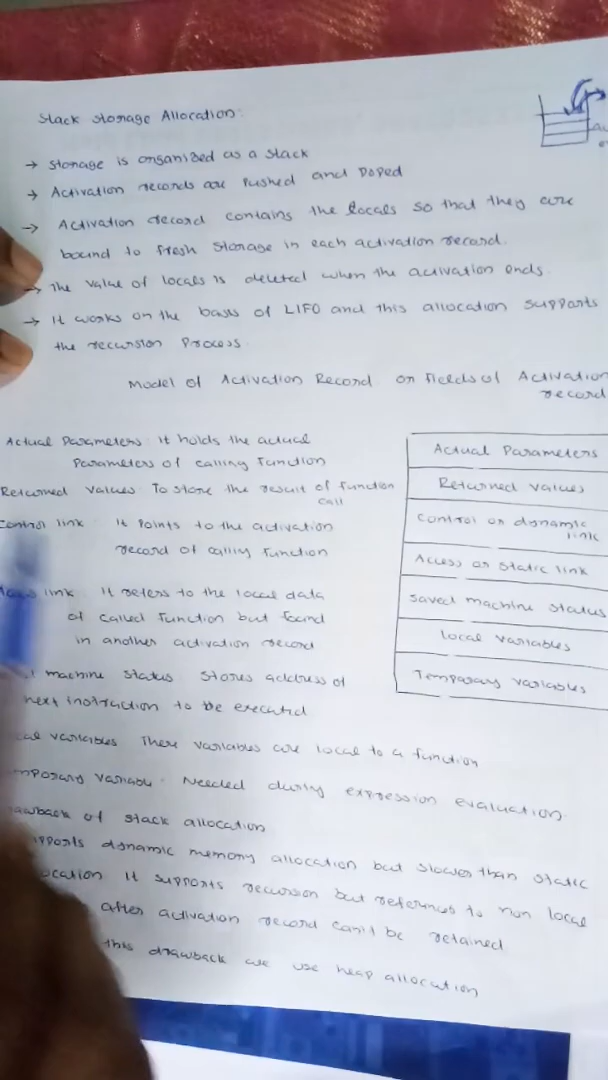 Stack Storage Allocation:
→ Storage is organized as a stack
→ Activation records are pushed and Poped
→ Activation record contains the locals so that they are
bound to fresh storage in each activation record.
→ The value of locals is deleted when the activation ends.
→ It works on the basis of LIFO and this allocation supports
the recursion Process.
Model of Activation Record or Fields of Activation
record
Actual Parameters: It holds the actual
Parameters of calling Function
Returned Values: To store the result of function
call
Control link: It Points to the activation
record of calling Function
link: It refers to the local data
of called Function but found
in another activation record
machine Status: Stores address of
next instruction to be executed
variables: These variables are local to a function
variable: Needed during expression evaluation.
of stack allocation
dynamic memory allocation but slower than static
It supports recursion but references to non local
after activation record can't be retained
this drawback we use heap allocation
Actual Parameters
Returned values
Control or dynamic
link
Access or static link
Saved machine status
local variables
Temporary variables